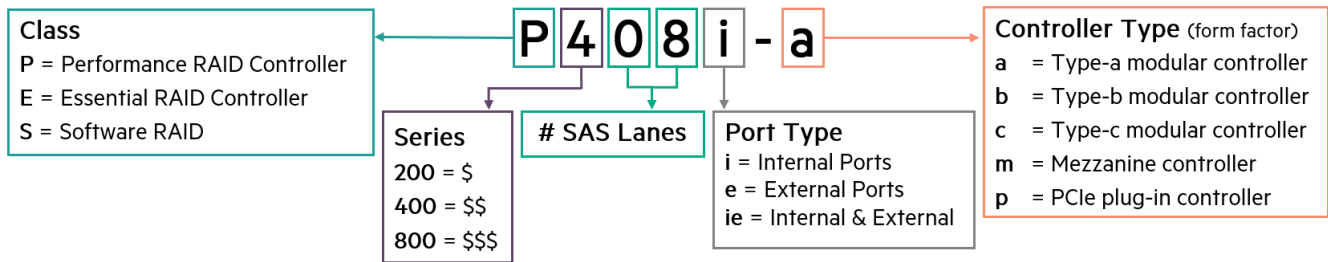 P408i-a
Class
P = Performance RAID Controller
E = Essential RAID Controller
S = Software RAID
Series
200 = $
400 = $$
800 = $$$
# SAS Lanes
Port Type
i = Internal Ports
e = External Ports
ie = Internal & External
Controller Type (form factor)
a = Type-a modular controller
b = Type-b modular controller
c = Type-c modular controller
m = Mezzanine controller
p = PCIe plug-in controller